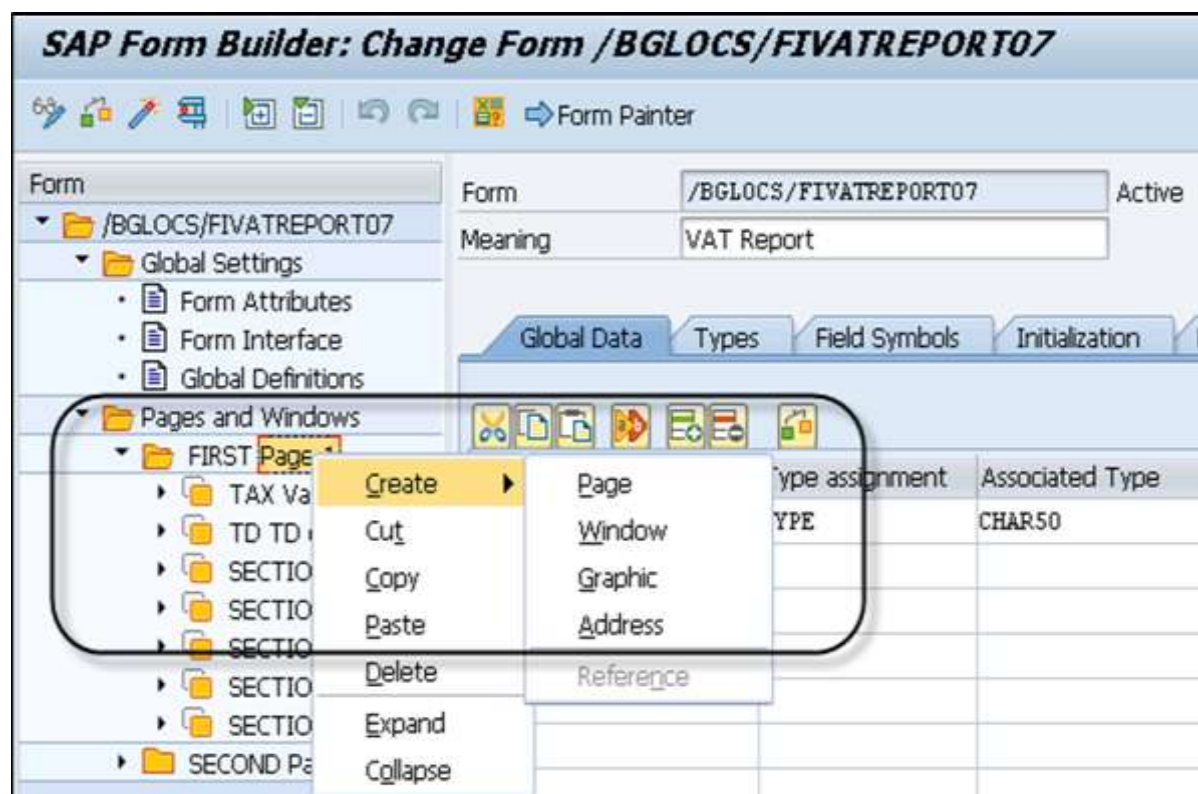 SAP Form Builder: Change Form /BGLOCS/FIVATREPORT07
Form Painter
Form
/BGLOCS/FIVATREPORT07
Global Settings
Form Attributes
Form Interface
Global Definitions
Pages and Windows
FIRST Page 1
TAX Va
TD TD
SECTIO
SECTIO
SECTIO
SECTIO
SECTIO
SECOND Pa
Form /BGLOCS/FIVATREPORT07 Active
Meaning VAT Report
Global Data Types Field Symbols Initialization
Type assignment Associated Type
YPE CHAR50
Create
Cut
Copy
Paste
Delete
Expand
Collapse
Page
Window
Graphic
Address
Reference